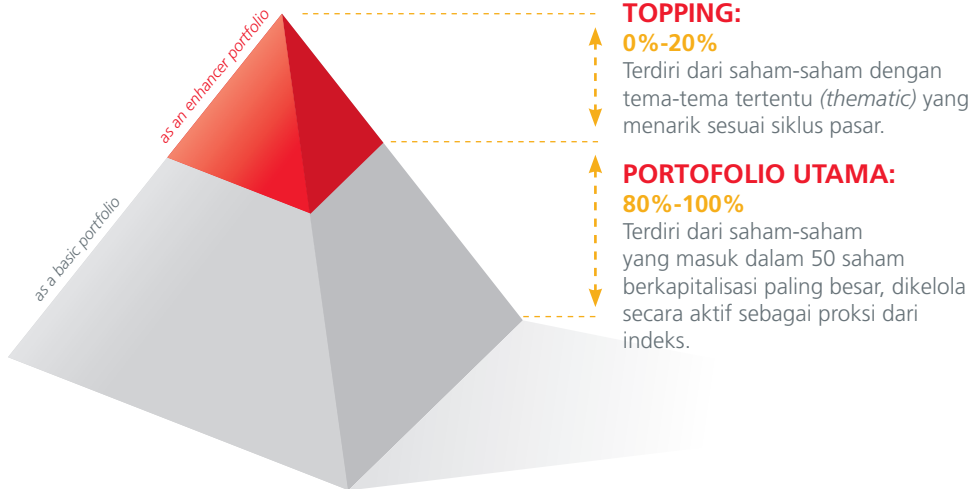 as an enhancer portfolio
as a basic portfolio
TOPPING:
0%-20%
Terdiri dari saham-saham dengan
tema-tema tertentu (thematic) yang
menarik sesuai siklus pasar.
PORTOFOLIO UTAMA:
80%-100%
Terdiri dari saham-saham
yang masuk dalam 50 saham
berkapitalisasi paling besar, dikelola
secara aktif sebagai proksi dari
indeks.